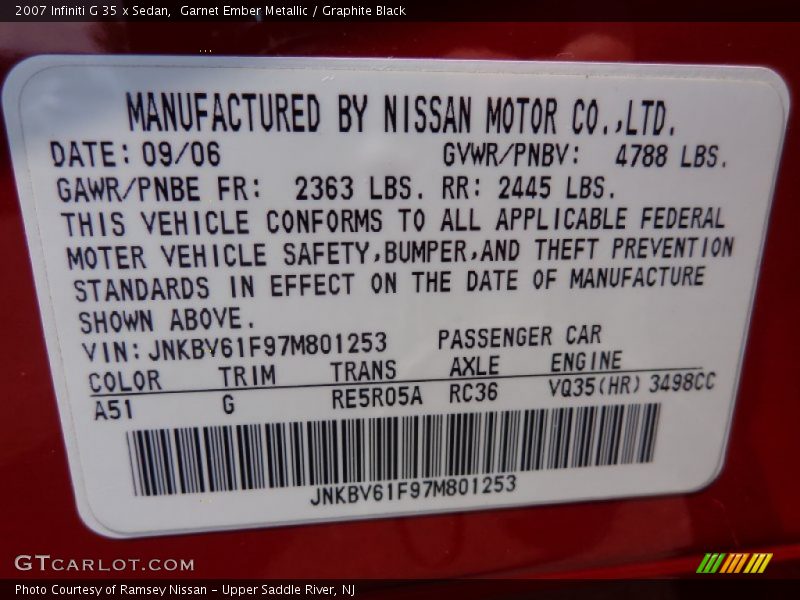 2007 Infiniti G 35 x Sedan,  Garnet Ember Metallic / Graphite Black
MANUFACTURED BY NISSAN MOTOR CO.,LTD.
DATE: 09/06 GVWR/PNBV: 4788 LBS.
GAWR/PNBE FR: 2363 LBS. RR: 2445 LBS.
THIS VEHICLE CONFORMS TO ALL APPLICABLE FEDERAL
MOTER VEHICLE SAFETY,BUMPER,AND THEFT PREVENTION
STANDARDS IN EFFECT ON THE DATE OF MANUFACTURE
SHOWN ABOVE.
VIN: JNKBV61F97M801253 PASSENGER CAR
COLOR TRIM TRANS AXLE ENGINE
A51 G RE5R05A RC36 VQ35(HR) 3498CC
JNKBV61F97M801253
GTCARLOT.COM
Photo Courtesy of Ramsey Nissan - Upper Saddle River, NJ